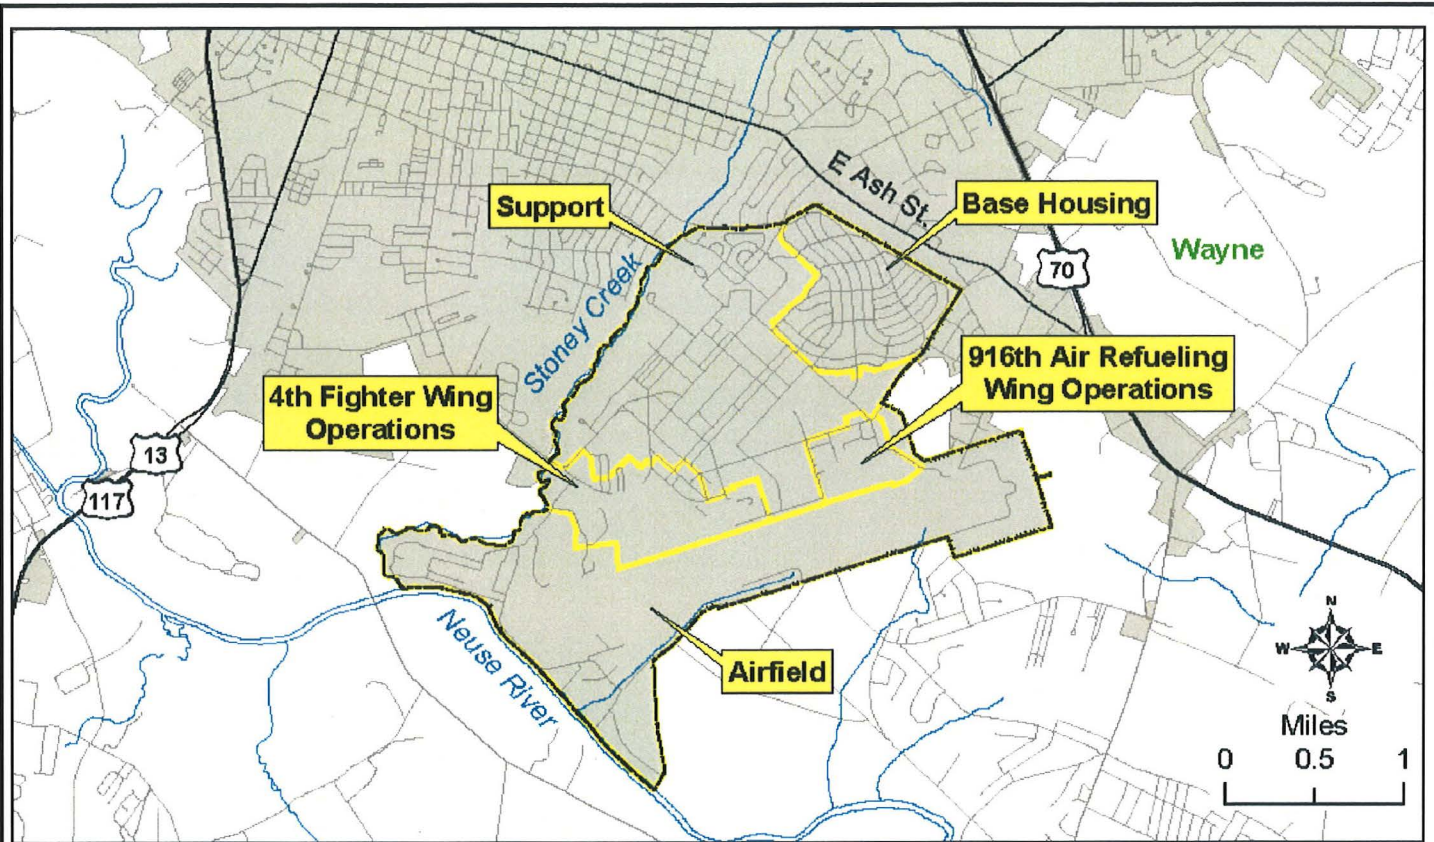 E Ash St.
Support
Base Housing
Wayne
70
Stoney Creek
916th Air Refueling
Wing Operations
4th Fighter Wing
Operations
13
117
N
W
E
S
Neuse River
Airfield
Miles
0 0.5 1